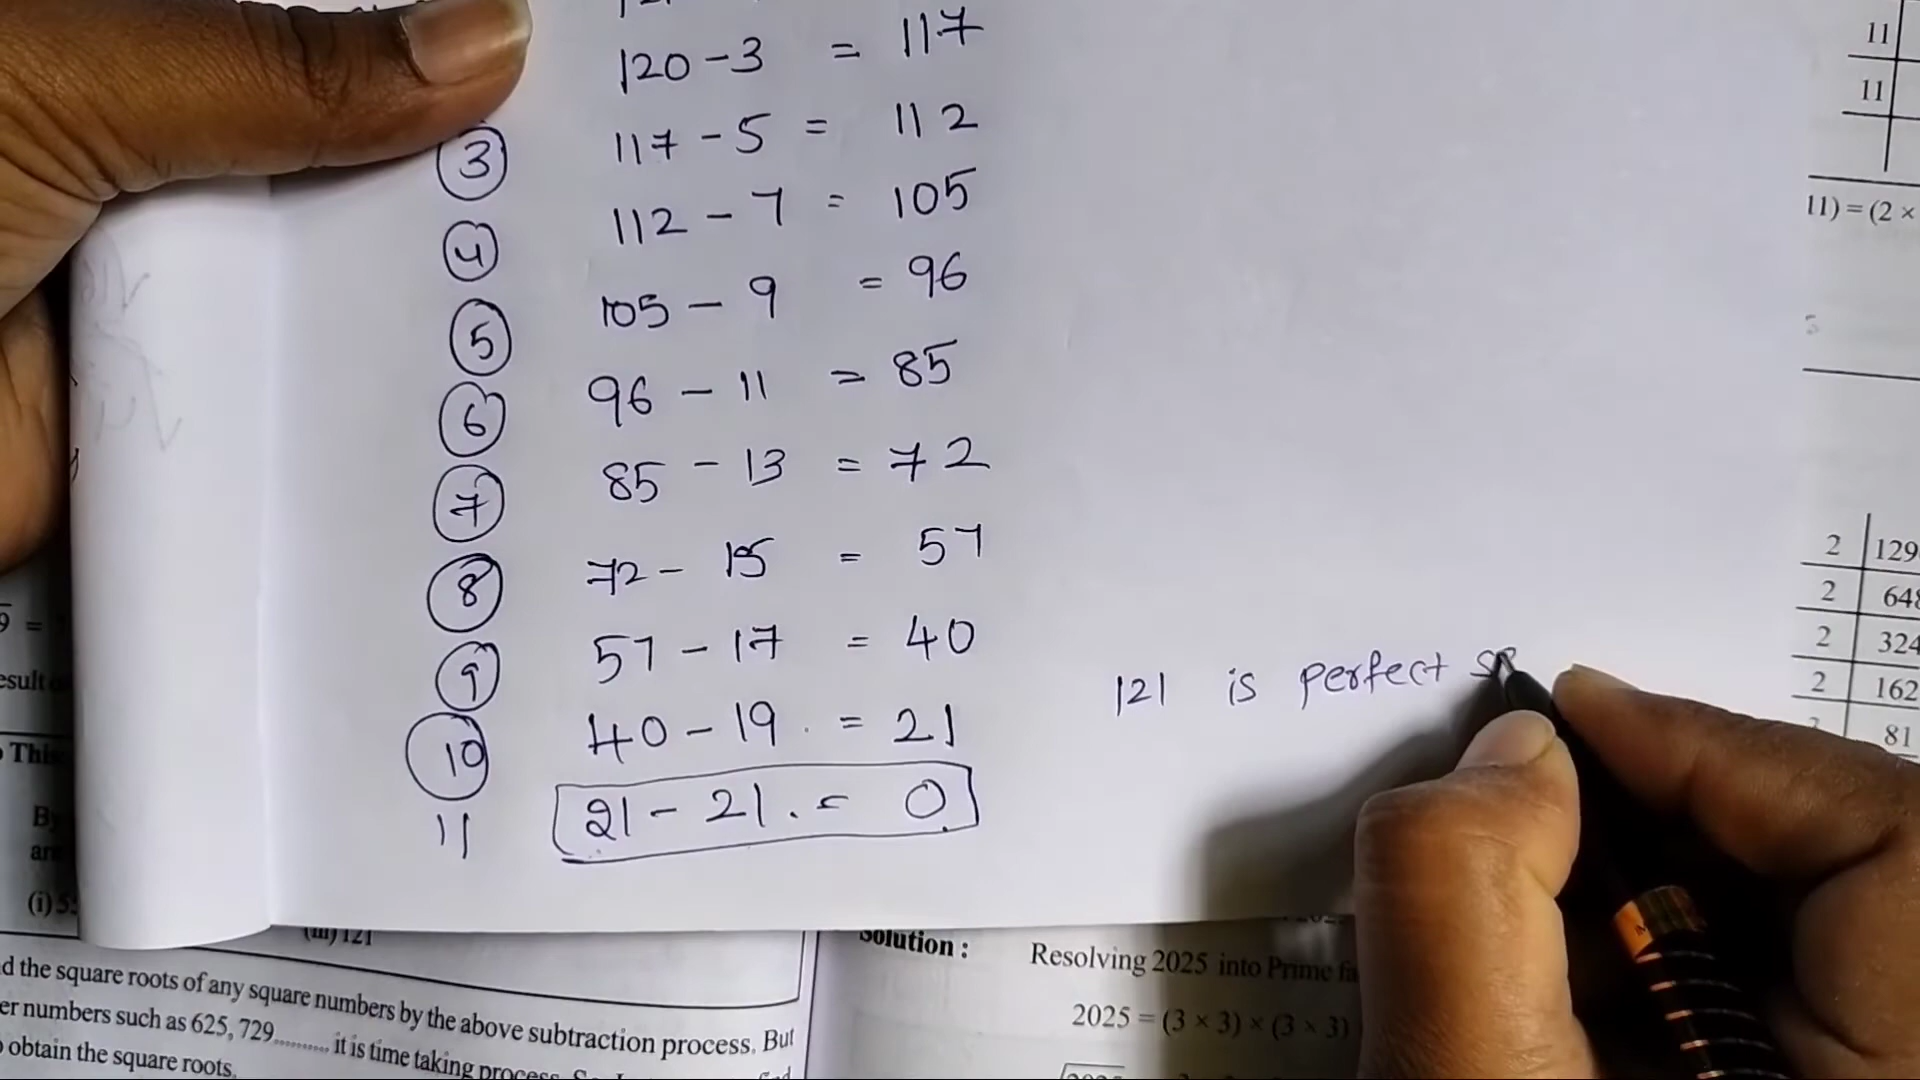 120 - 3 = 117
③ 117 - 5 = 112
④ 112 - 7 = 105
⑤ 105 - 9 = 96
⑥ 96 - 11 = 85
⑦ 85 - 13 = 72
⑧ 72 - 15 = 57
⑨ 57 - 17 = 40
⑩ 40 - 19 = 21
11 21 - 21 = 0
121 is perfect
11
11
11) = (2 ×
2 129
2 648
2 324
2 162
81
This
By
(i) 5
(iii) 121
d the square roots of any square numbers by the above subtraction process. But
er numbers such as 625, 729.......... it is time taking process.
obtain the square roots.
Solution : Resolving 2025 into Prime
2025 = (3 × 3) × (3 × 3)